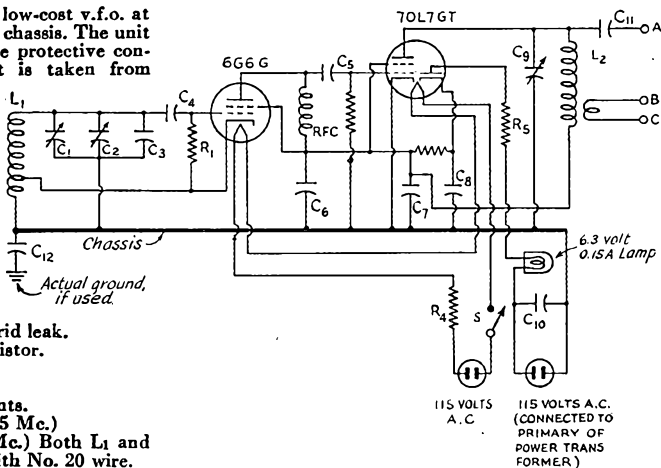 low-cost v.f.o. at
chassis. The unit
e protective con-
t is taken from
70L7GT
C11
A
6G6G
C5
C9
L2
L1
C4
B
C
R5
RFC
C1
C2
C3
R1
C8
C6
C7
Chassis
6.3 volt
0.15A Lamp
C12
Actual ground,
if used.
R4
S
C10
rid leak.
istor.
115 VOLTS
A.C
115 VOLTS A.C.
(CONNECTED TO
PRIMARY OF
POWER TRANS
FORMER)
nts.
5 Mc.)
Mc.) Both L1 and
ith No. 20 wire.